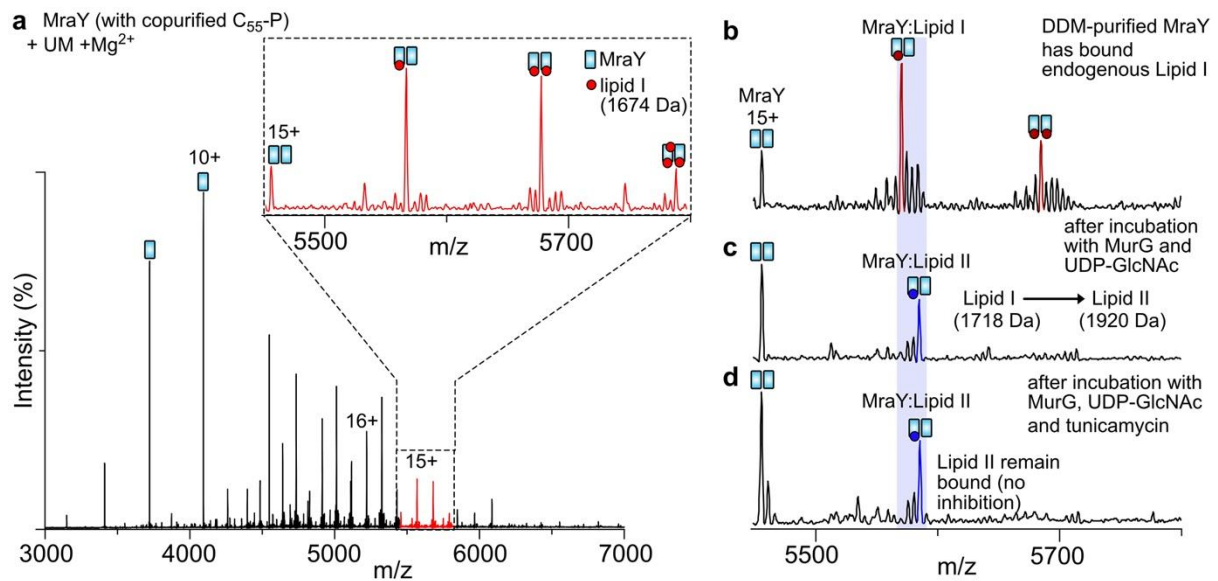 a MraY (with copurified C₅₅-P)
+ UM +Mg²⁺
MraY
lipid I
(1674 Da)
15+
10+
5500
m/z
5700
Intensity (%)
16+
15+
3000
4000
5000
6000
7000
m/z
b
MraY:Lipid I
DDM-purified MraY
has bound
endogenous Lipid I
MraY
15+
after incubation
with MurG and
UDP-GlcNAc
c
MraY:Lipid II
Lipid I
Lipid II
(1718 Da)
(1920 Da)
d
MraY:Lipid II
after incubation with
MurG, UDP-GlcNAc
and tunicamycin
Lipid II remain
bound (no
inhibition)
5500
m/z
5700